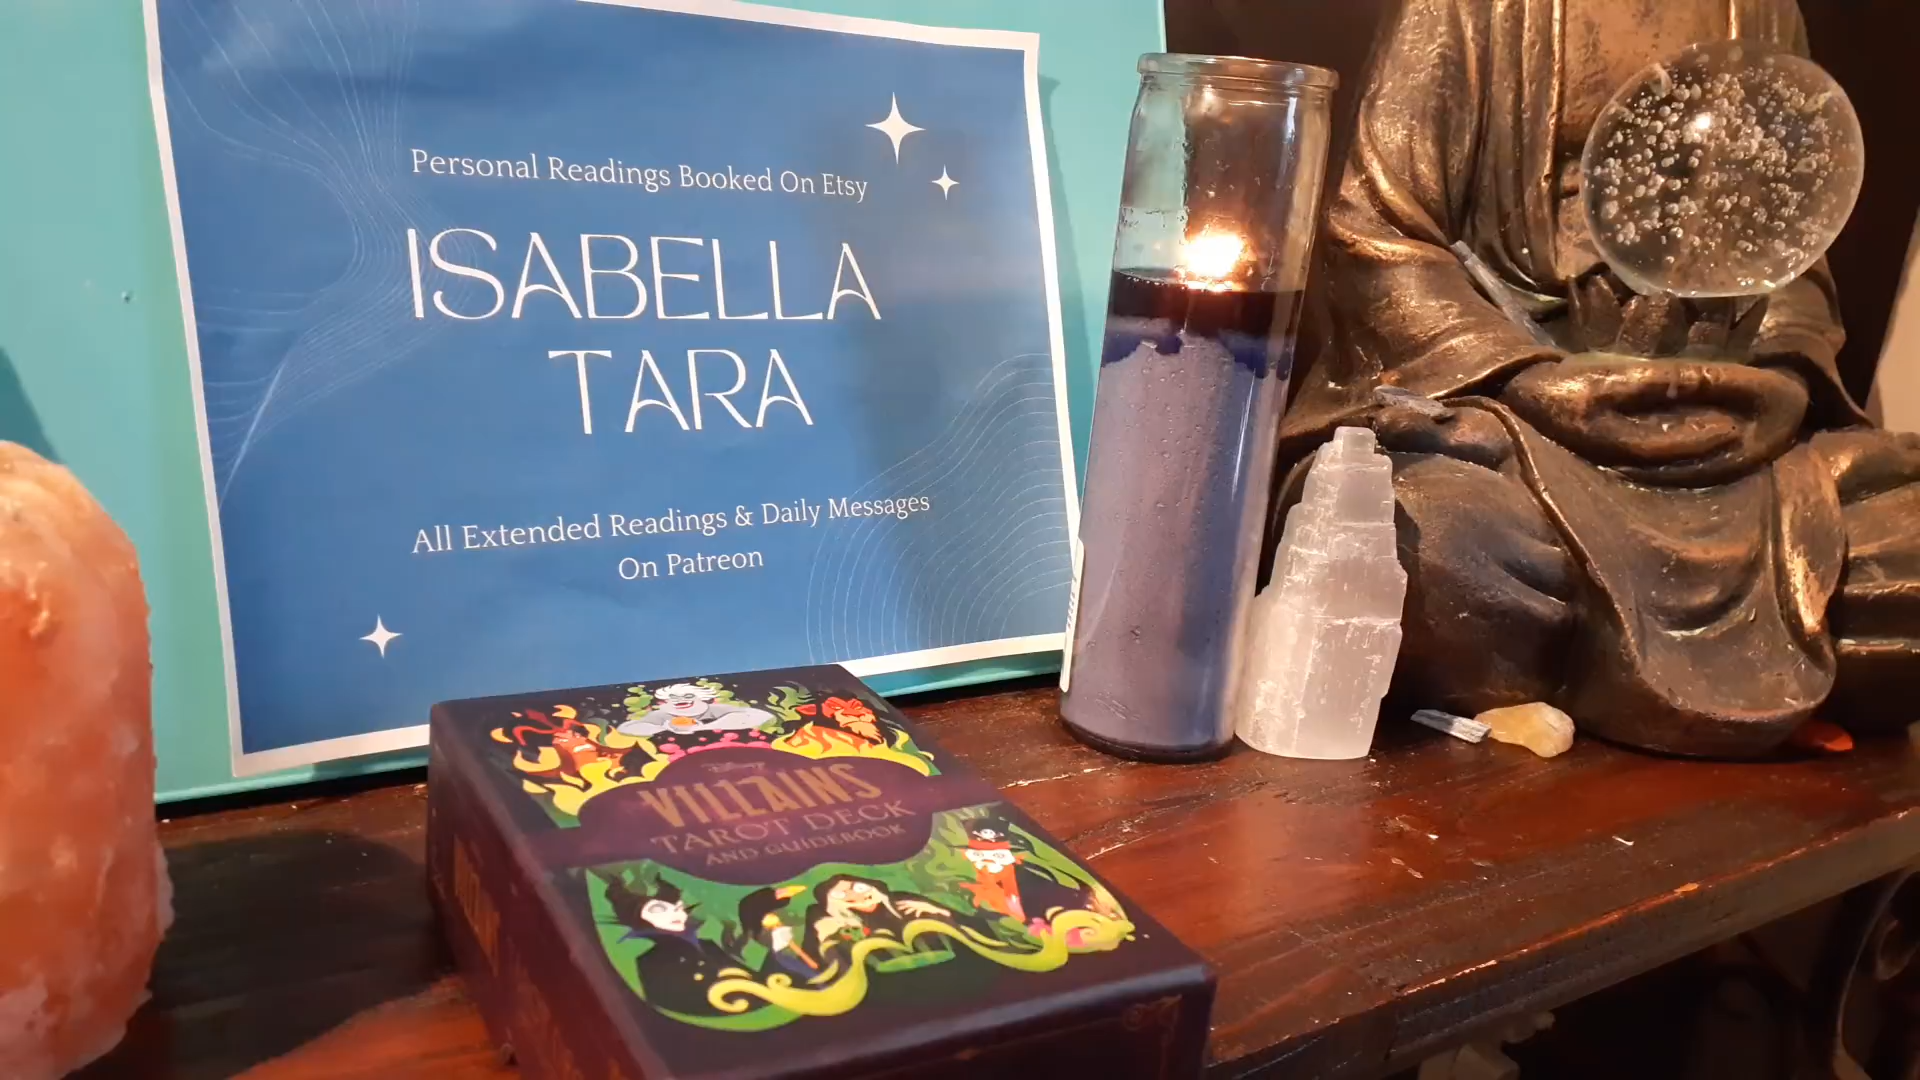 Personal Readings Booked On Etsy
ISABELLA
TARA
All Extended Readings & Daily Messages
On Patreon
Disney
VILLAINS
TAROT DECK
AND GUIDEBOOK
VILLAINS